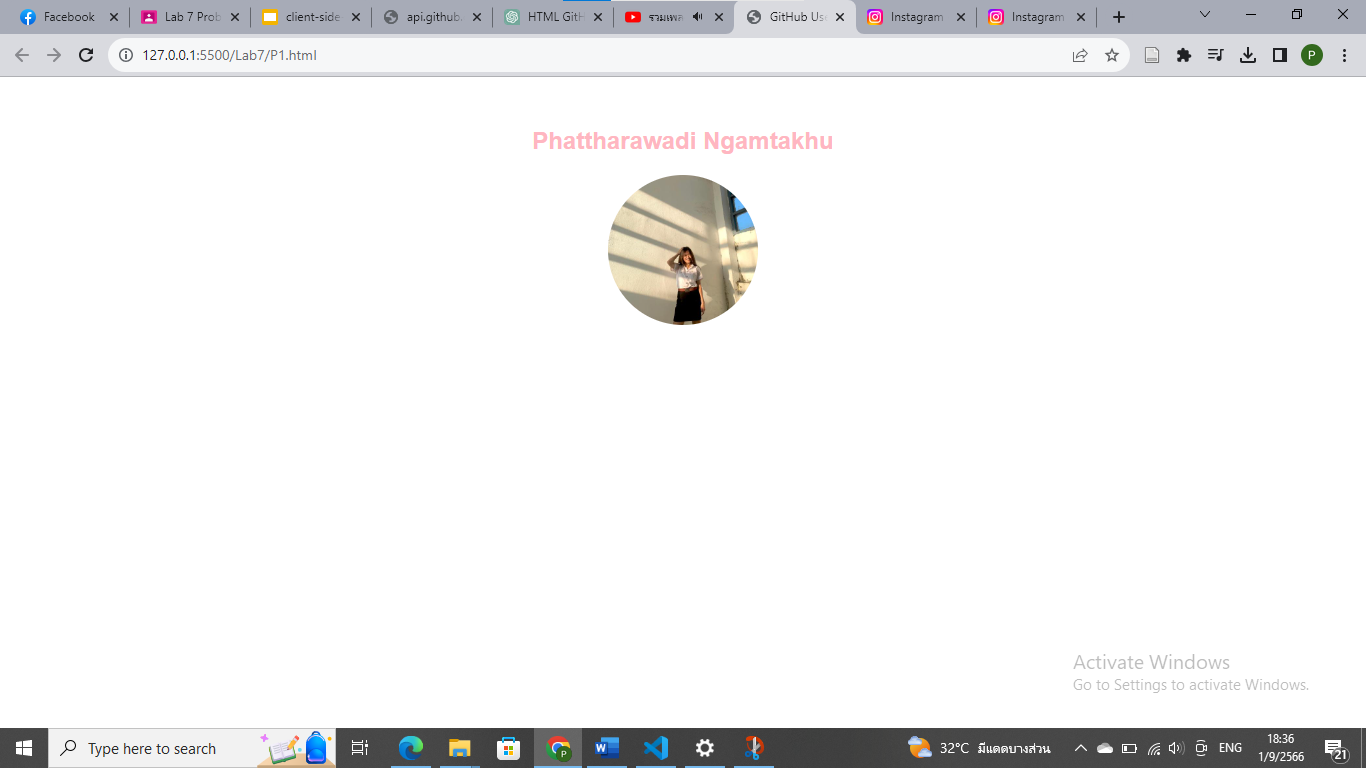 Facebook
Lab 7 Prob
client-side
api.github.
HTML GitH
รวมเพล
GitHub Use
Instagram
Instagram
127.0.0.1:5500/Lab7/P1.html
P
Phattharawadi Ngamtakhu
Activate Windows
Go to Settings to activate Windows.
Type here to search
32°C มีแดดบางส่วน
ENG
18:36
1/9/2566
21